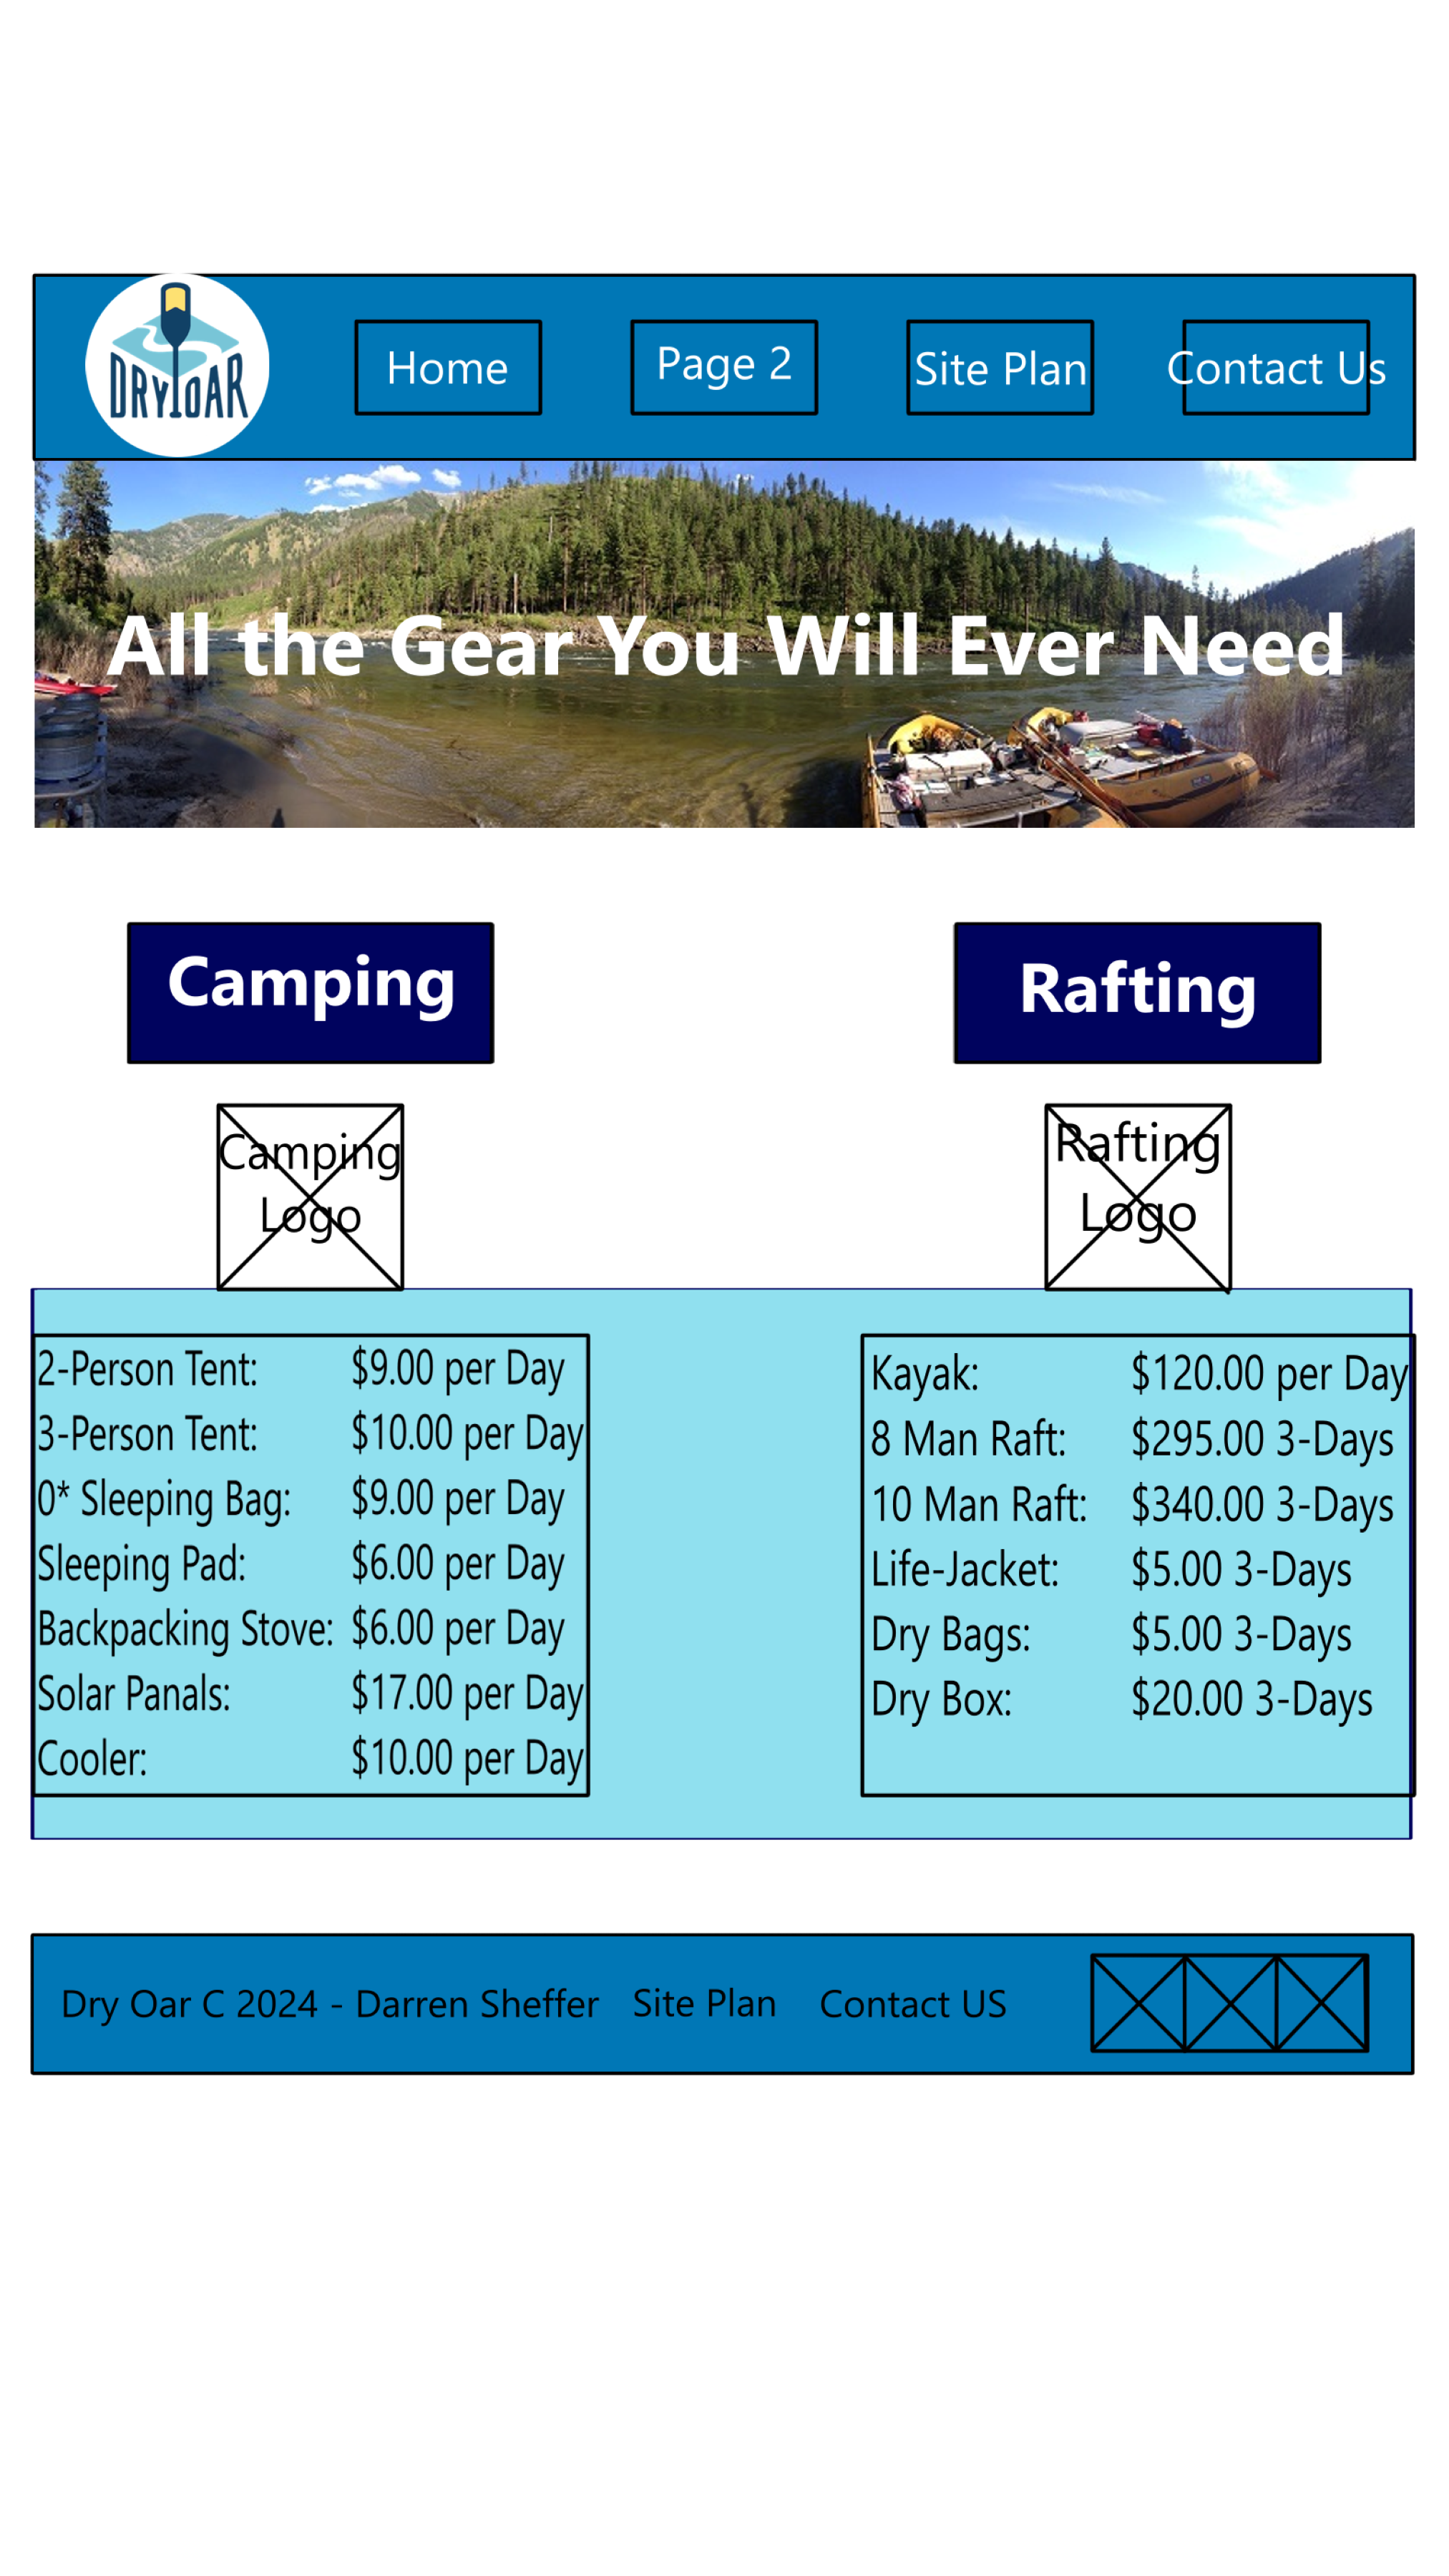 DRY OAR
Home
Page 2
Site Plan
Contact Us
All the Gear You Will Ever Need
Camping
Rafting
Camping
Logo
Rafting
Logo
2-Person Tent: $9.00 per Day
3-Person Tent: $10.00 per Day
0* Sleeping Bag: $9.00 per Day
Sleeping Pad: $6.00 per Day
Backpacking Stove: $6.00 per Day
Solar Panals: $17.00 per Day
Cooler: $10.00 per Day
Kayak: $120.00 per Day
8 Man Raft: $295.00 3-Days
10 Man Raft: $340.00 3-Days
Life-Jacket: $5.00 3-Days
Dry Bags: $5.00 3-Days
Dry Box: $20.00 3-Days
Dry Oar C 2024 - Darren Sheffer
Site Plan
Contact US